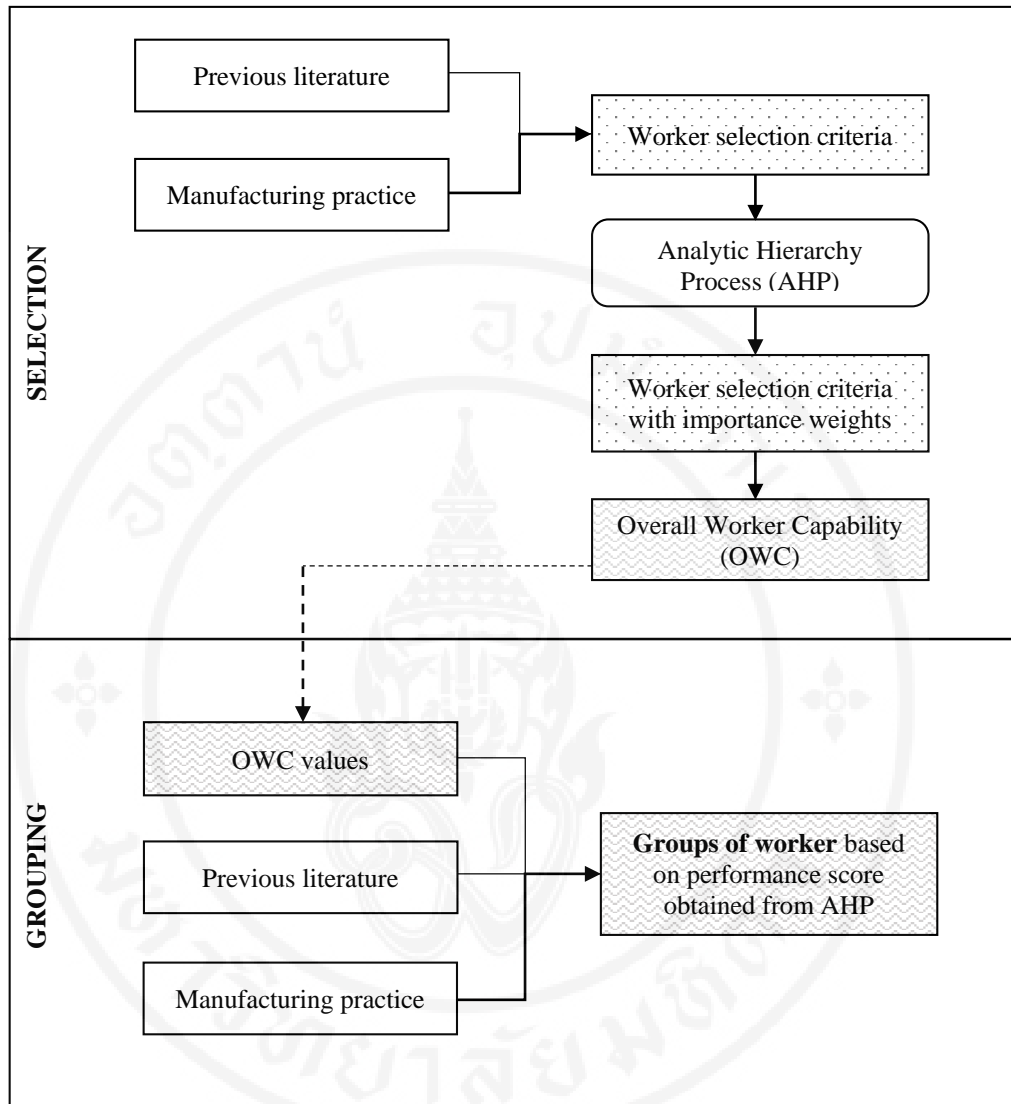 SELECTION
Previous literature
Manufacturing practice
Worker selection criteria
Analytic Hierarchy
Process (AHP)
Worker selection criteria
with importance weights
Overall Worker Capability
(OWC)
GROUPING
OWC values
Previous literature
Manufacturing practice
Groups of worker based
on performance score
obtained from AHP